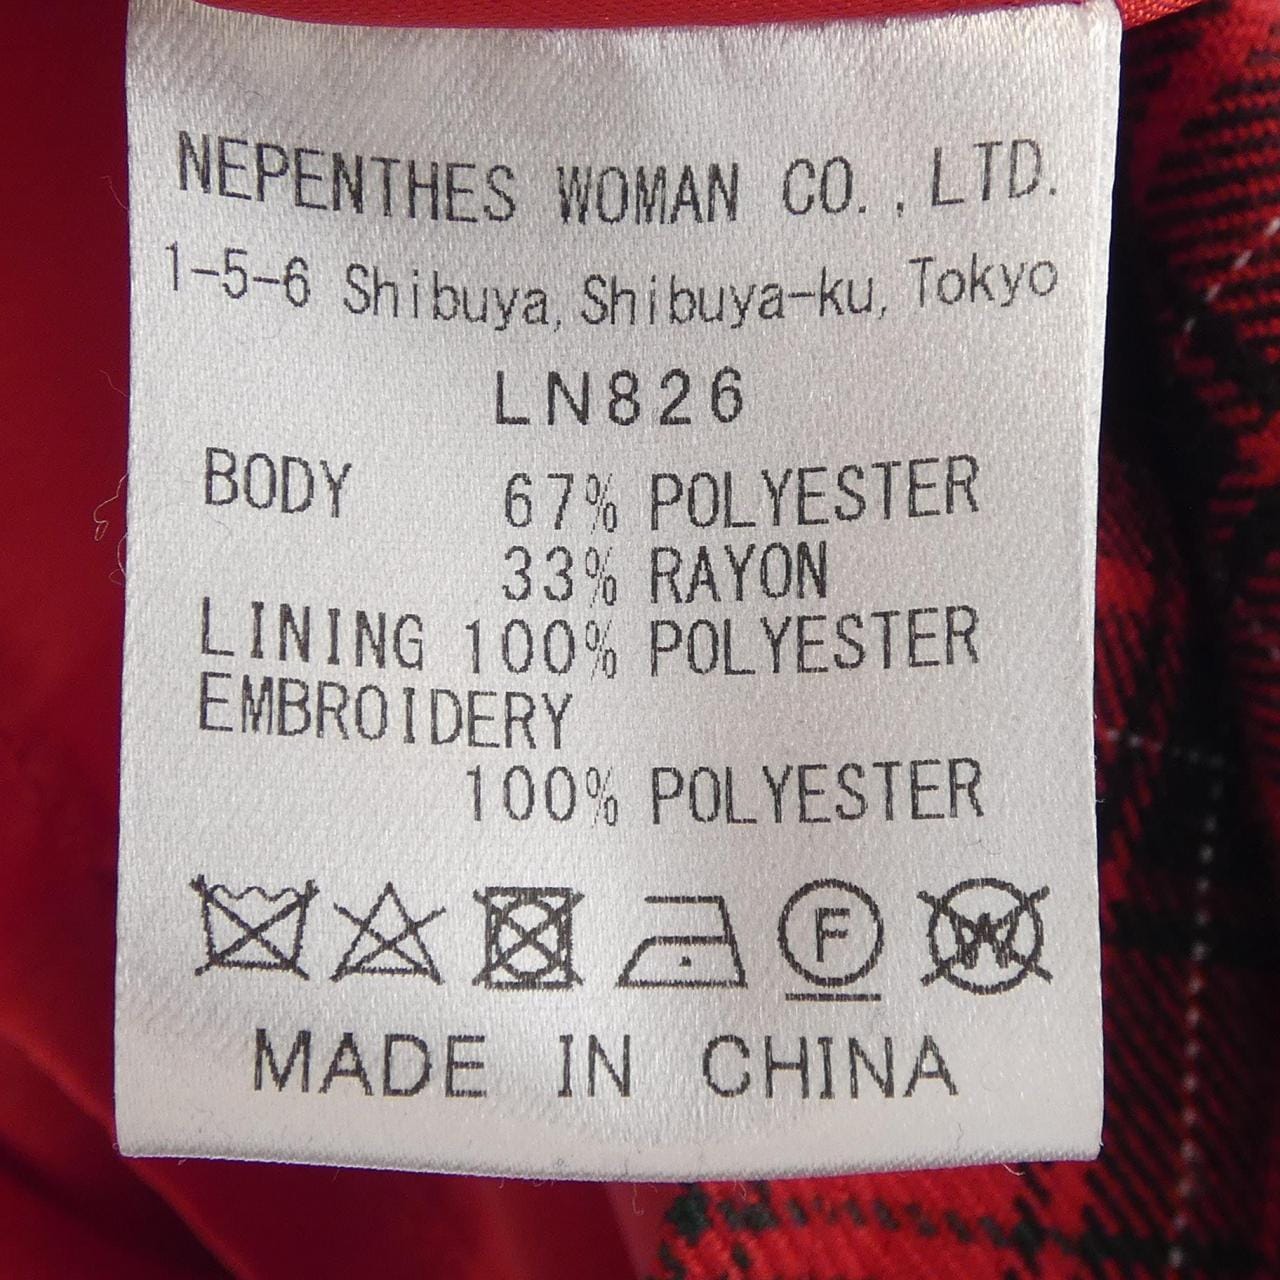 NEPENTHES WOMAN CO., LTD.
1-5-6 Shibuya, Shibuya-ku, Tokyo
LN826
BODY 67% POLYESTER
33% RAYON
LINING 100% POLYESTER
EMBROIDERY
100% POLYESTER
F W
MADE IN CHINA